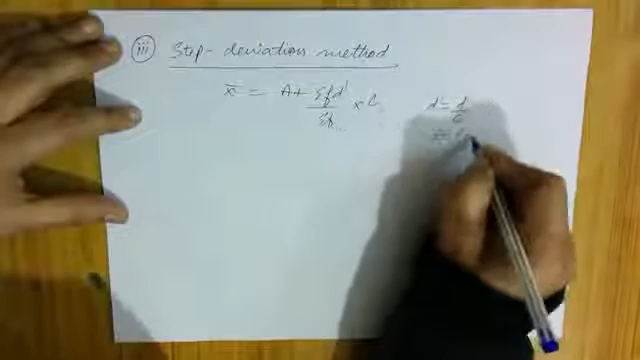 (iii) Step-deviation method
x̄ = A + Σfd' / Σf × C
d' = d / C